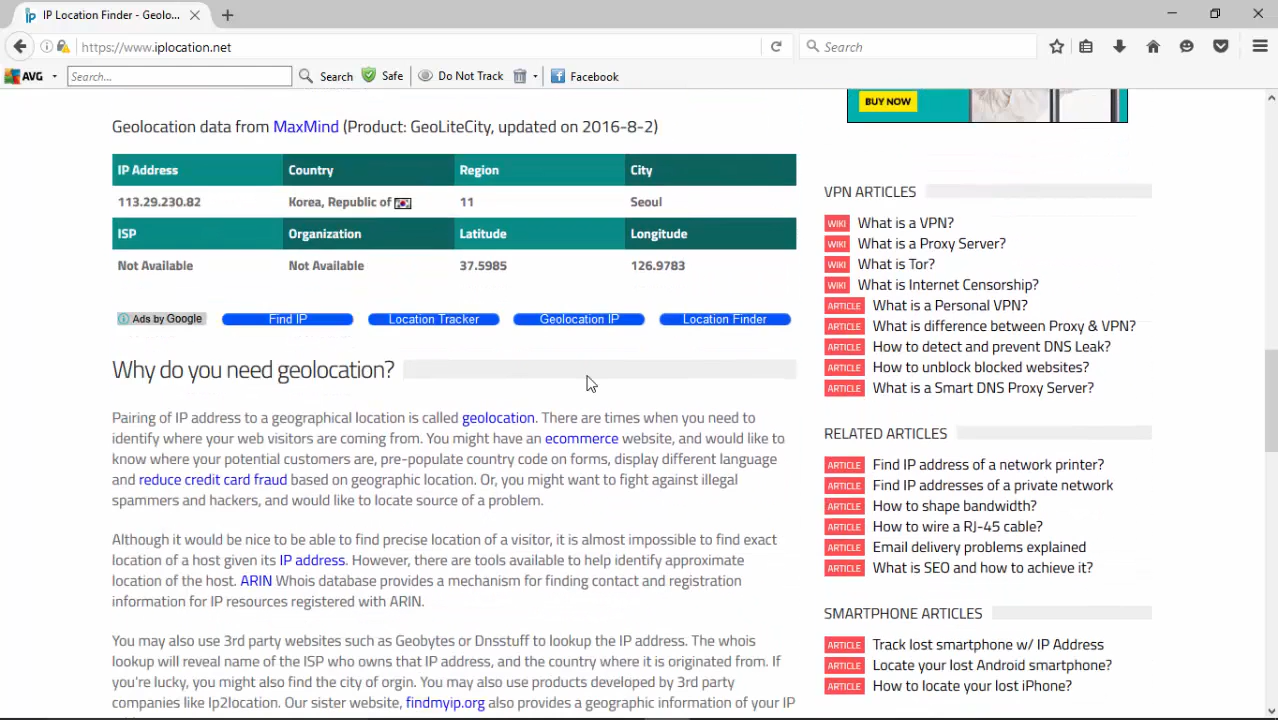 IP Location Finder - Geolo...
https://www.iplocation.net
Search
AVG
Search...
Search
Safe
Do Not Track
Facebook
BUY NOW
Geolocation data from MaxMind (Product: GeoLiteCity, updated on 2016-8-2)
IP Address Country Region City
113.29.230.82 Korea, Republic of 11 Seoul
ISP Organization Latitude Longitude
Not Available Not Available 37.5985 126.9783
Ads by Google Find IP Location Tracker Geolocation IP Location Finder
Why do you need geolocation?
Pairing of IP address to a geographical location is called geolocation. There are times when you need to
identify where your web visitors are coming from. You might have an ecommerce website, and would like to
know where your potential customers are, pre-populate country code on forms, display different language
and reduce credit card fraud based on geographic location. Or, you might want to fight against illegal
spammers and hackers, and would like to locate source of a problem.
Although it would be nice to be able to find precise location of a visitor, it is almost impossible to find exact
location of a host given its IP address. However, there are tools available to help identify approximate
location of the host. ARIN Whois database provides a mechanism for finding contact and registration
information for IP resources registered with ARIN.
You may also use 3rd party websites such as Geobytes or Dnsstuff to lookup the IP address. The whois
lookup will reveal name of the ISP who owns that IP address, and the country where it is originated from. If
you're lucky, you might also find the city of orgin. You may also use products developed by 3rd party
companies like Ip2location. Our sister website, findmyip.org also provides a geographic information of your IP
VPN ARTICLES
WIKI What is a VPN?
WIKI What is a Proxy Server?
WIKI What is Tor?
WIKI What is Internet Censorship?
ARTICLE What is a Personal VPN?
ARTICLE What is difference between Proxy & VPN?
ARTICLE How to detect and prevent DNS Leak?
ARTICLE How to unblock blocked websites?
ARTICLE What is a Smart DNS Proxy Server?
RELATED ARTICLES
ARTICLE Find IP address of a network printer?
ARTICLE Find IP addresses of a private network
ARTICLE How to shape bandwidth?
ARTICLE How to wire a RJ-45 cable?
ARTICLE Email delivery problems explained
ARTICLE What is SEO and how to achieve it?
SMARTPHONE ARTICLES
ARTICLE Track lost smartphone w/ IP Address
ARTICLE Locate your lost Android smartphone?
ARTICLE How to locate your lost iPhone?